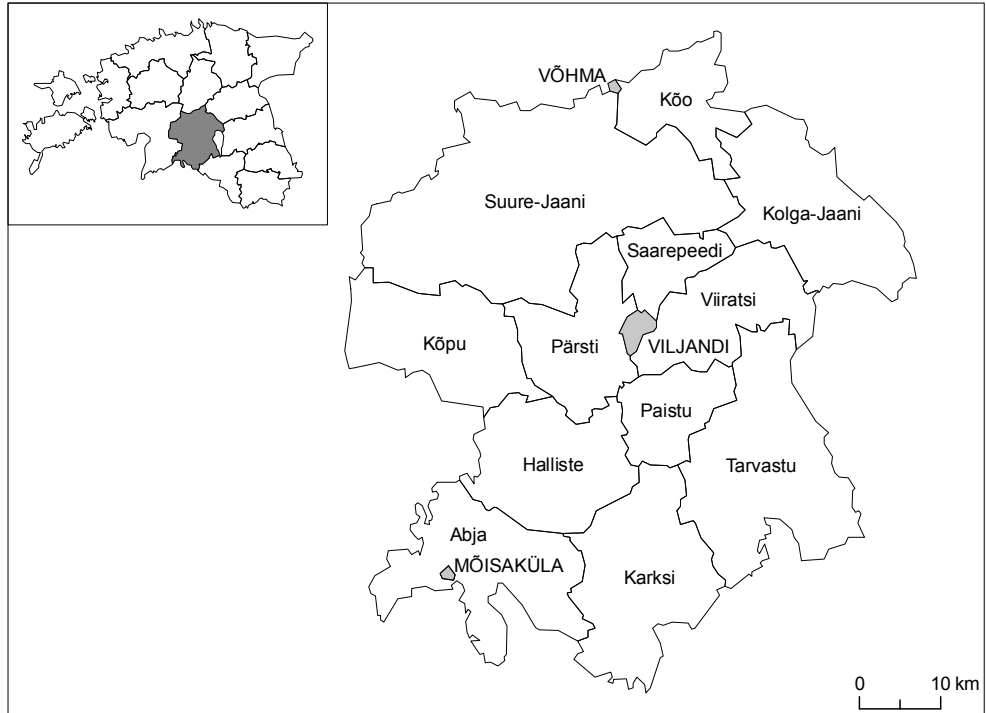 VÕHMA
Kõo
Suure-Jaani
Kolga-Jaani
Saarepeedi
Viiratsi
Kõpu
Pärsti
VILJANDI
Paistu
Halliste
Tarvastu
Abja
MÕISAKÜLA
Karksi
0 10 km